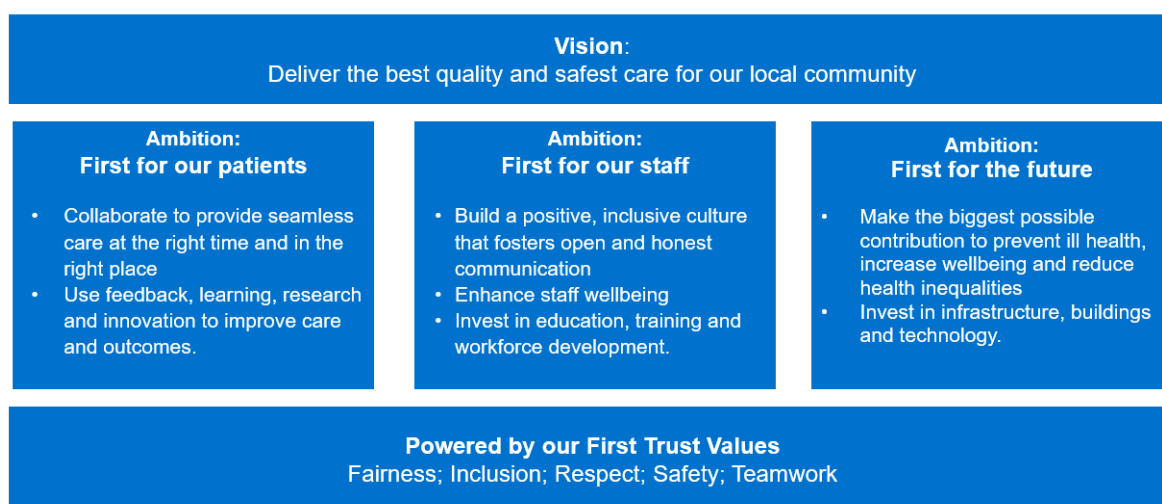 Vision:
Deliver the best quality and safest care for our local community
Ambition:
First for our patients
• Collaborate to provide seamless
care at the right time and in the
right place
• Use feedback, learning, research
and innovation to improve care
and outcomes.
Ambition:
First for our staff
• Build a positive, inclusive culture
that fosters open and honest
communication
• Enhance staff wellbeing
• Invest in education, training and
workforce development.
Ambition:
First for the future
• Make the biggest possible
contribution to prevent ill health,
increase wellbeing and reduce
health inequalities
• Invest in infrastructure, buildings
and technology.
Powered by our First Trust Values
Fairness; Inclusion; Respect; Safety; Teamwork